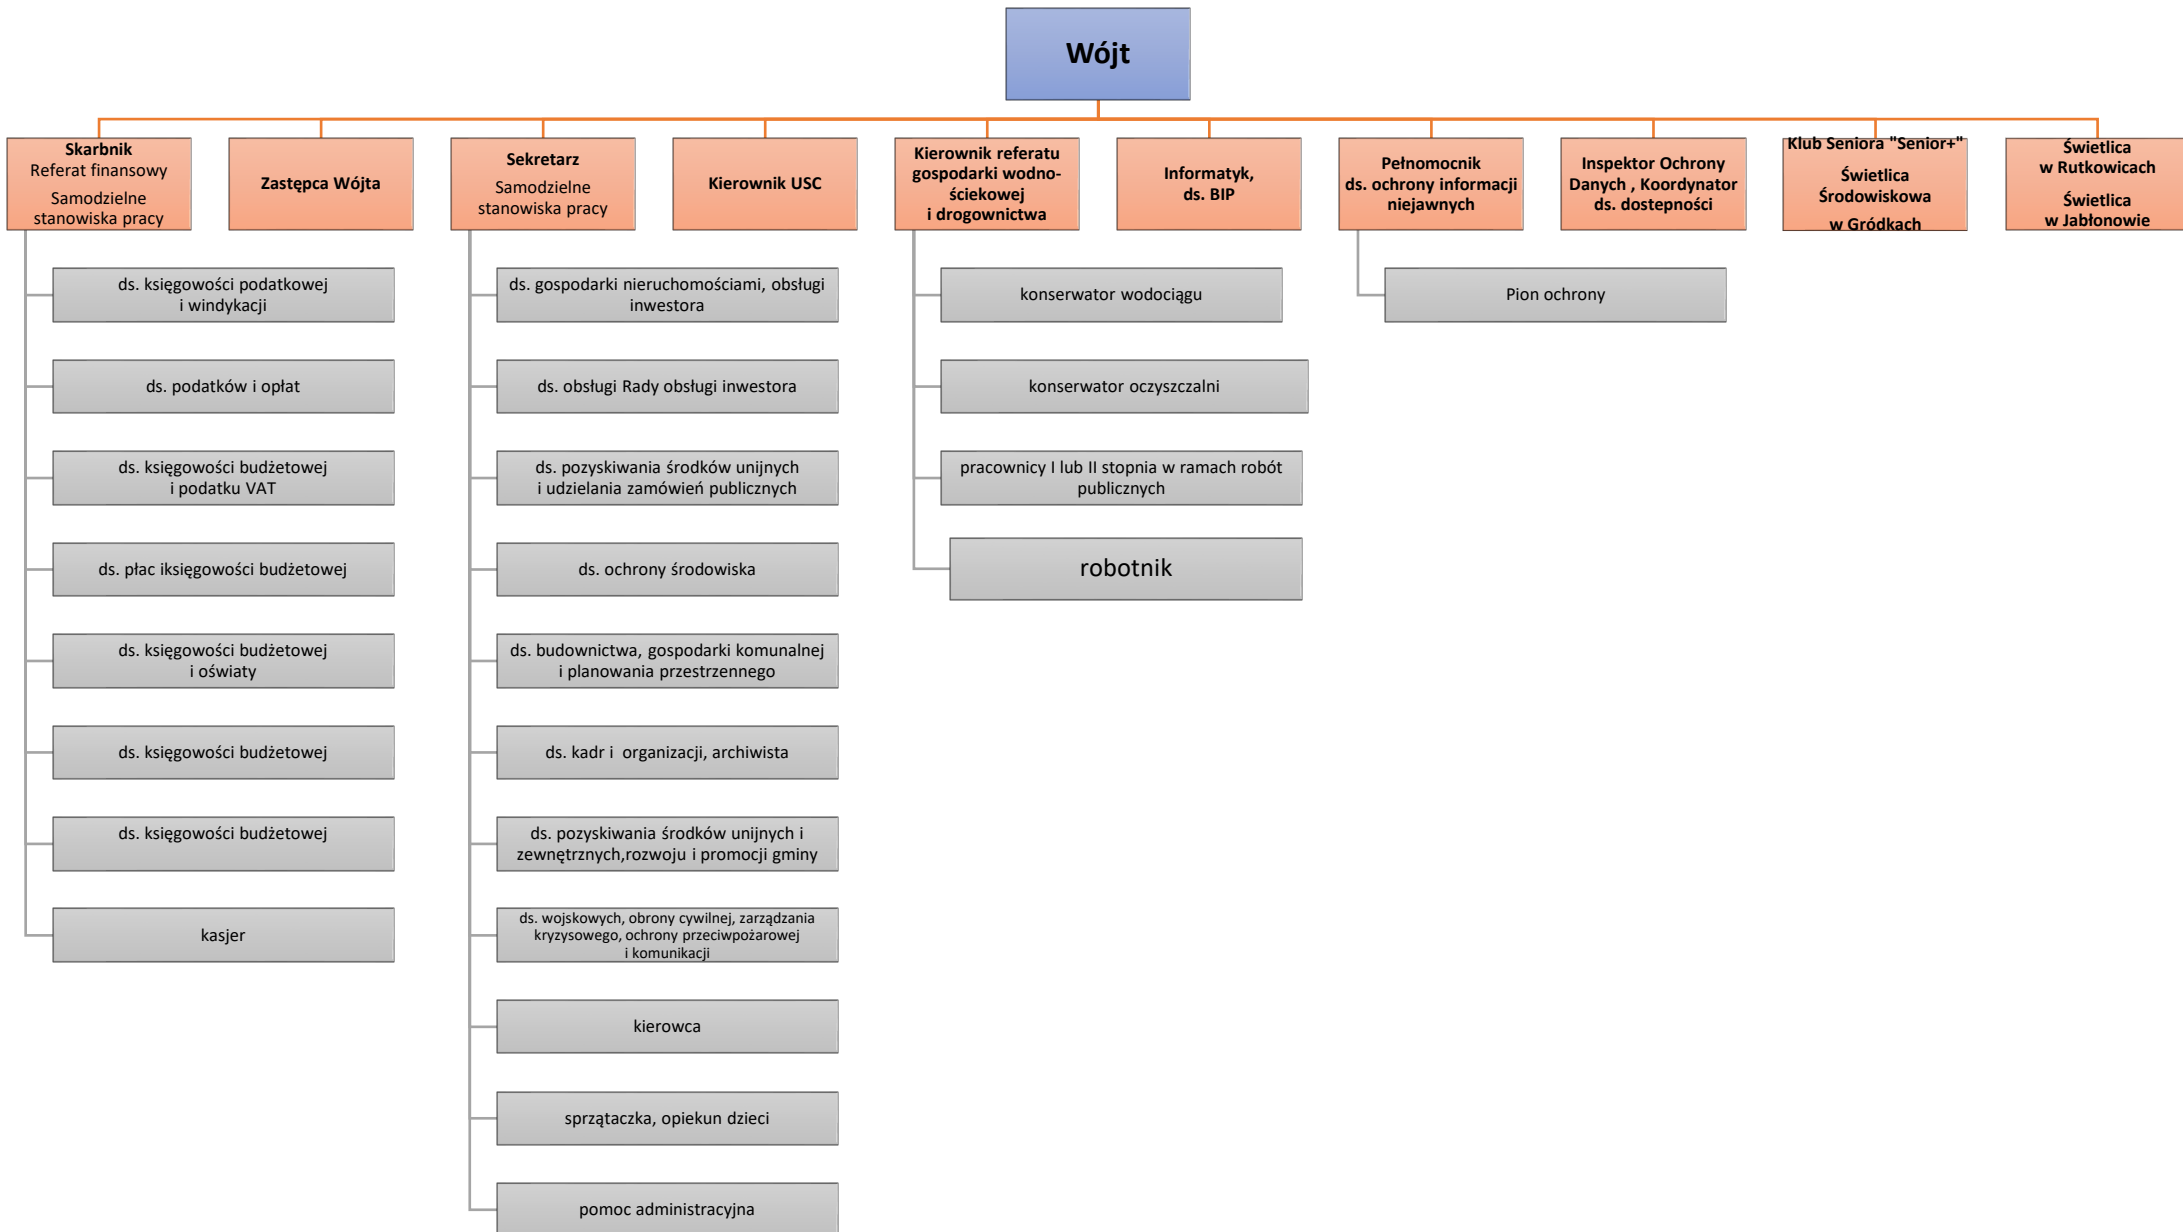 Wójt
Skarbnik
Referat finansowy
Samodzielne
stanowiska pracy
Zastępca Wójta
Sekretarz
Samodzielne
stanowiska pracy
Kierownik USC
Kierownik referatu
gospodarki wodno-
ściekowej
i drogownictwa
Informatyk,
ds. BIP
Pełnomocnik
ds. ochrony informacji
niejawnych
Inspektor Ochrony
Danych , Koordynator
ds. dostepności
Klub Seniora "Senior+"
Świetlica
Środowiskowa
w Gródkach
Świetlica
w Rutkowicach
Świetlica
w Jabłonowie
ds. księgowości podatkowej
i windykacji
ds. podatków i opłat
ds. księgowości budżetowej
i podatku VAT
ds. płac iksięgowości budżetowej
ds. księgowości budżetowej
i oświaty
ds. księgowości budżetowej
ds. księgowości budżetowej
kasjer
ds. gospodarki nieruchomościami, obsługi
inwestora
ds. obsługi Rady obsługi inwestora
ds. pozyskiwania środków unijnych
i udzielania zamówień publicznych
ds. ochrony środowiska
ds. budownictwa, gospodarki komunalnej
i planowania przestrzennego
ds. kadr i  organizacji, archiwista
ds. pozyskiwania środków unijnych i
zewnętrznych,rozwoju i promocji gminy
ds. wojskowych, obrony cywilnej, zarządzania
kryzysowego, ochrony przeciwpożarowej
i komunikacji
kierowca
sprzątaczka, opiekun dzieci
pomoc administracyjna
konserwator wodociągu
konserwator oczyszczalni
pracownicy I lub II stopnia w ramach robót
publicznych
robotnik
Pion ochrony